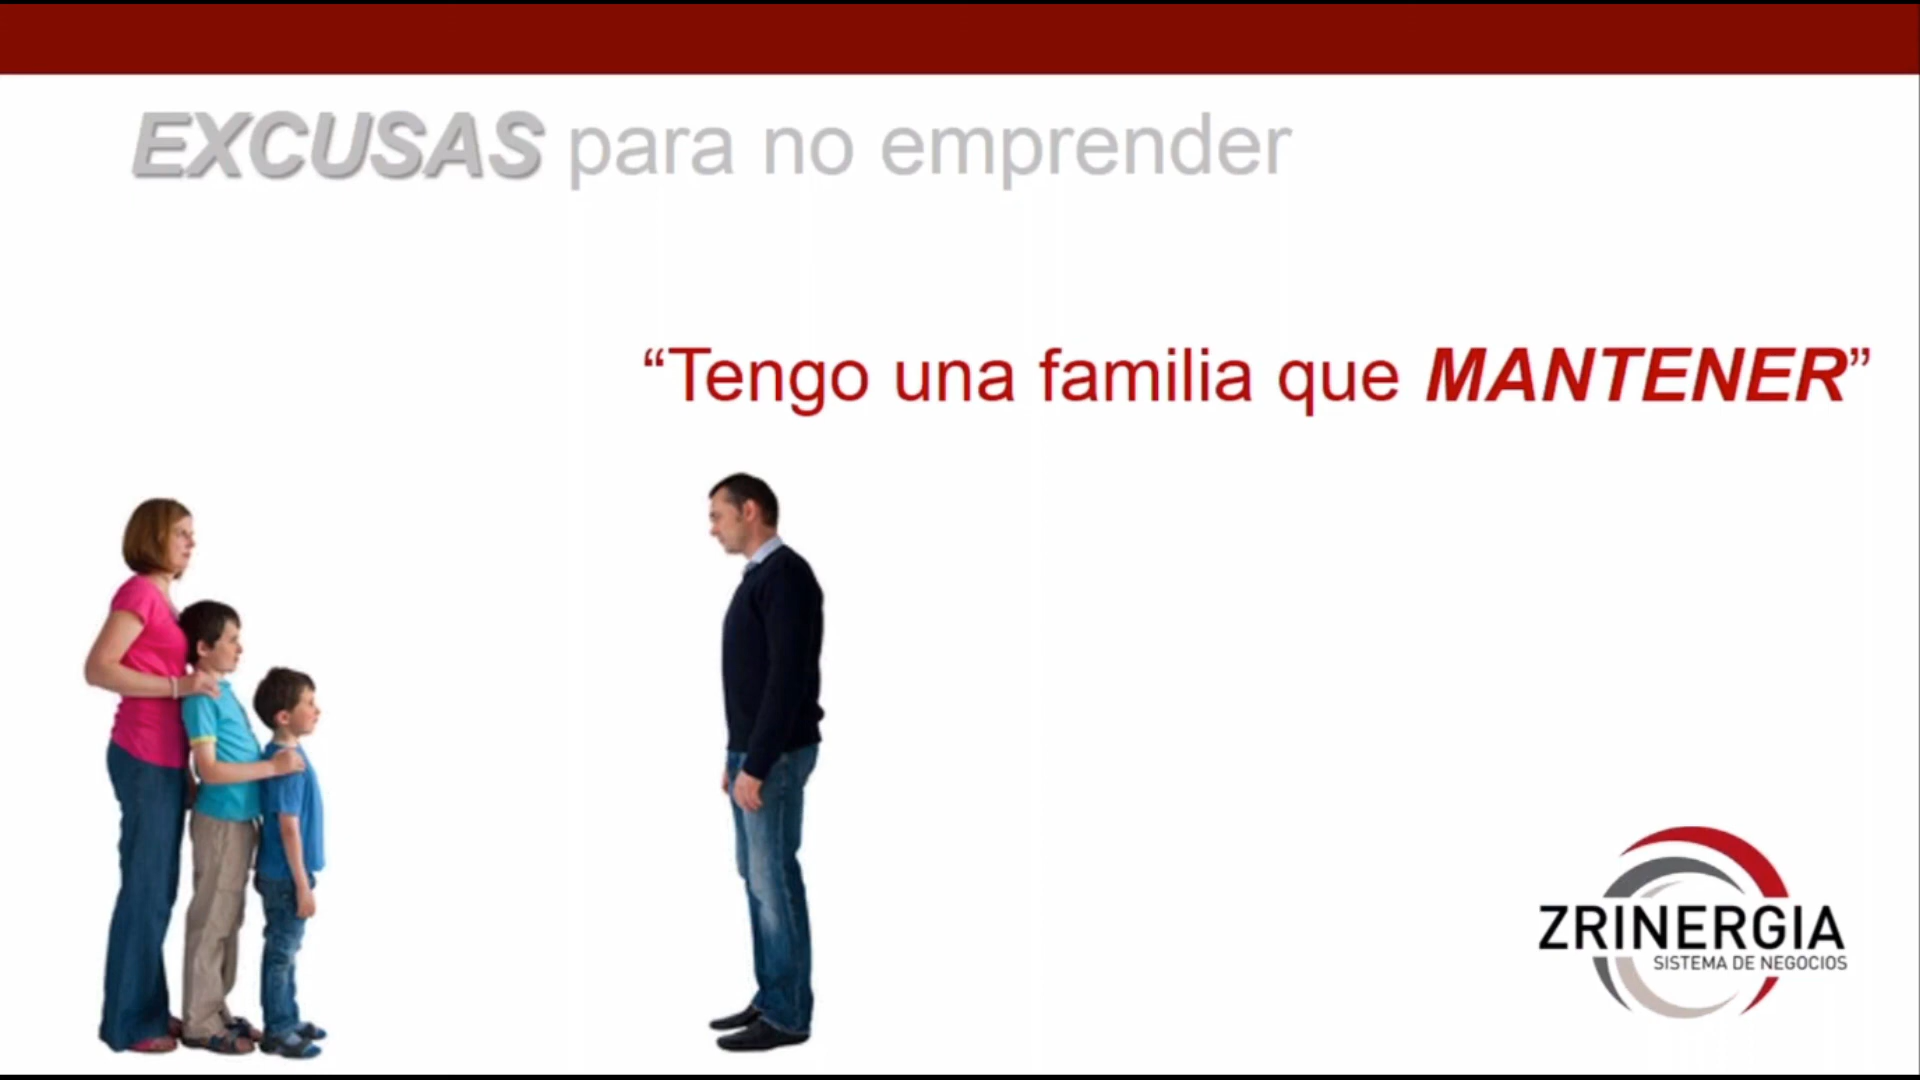 EXCUSAS para no emprender
“Tengo una familia que MANTENER”
ZRINERGIA
SISTEMA DE NEGOCIOS